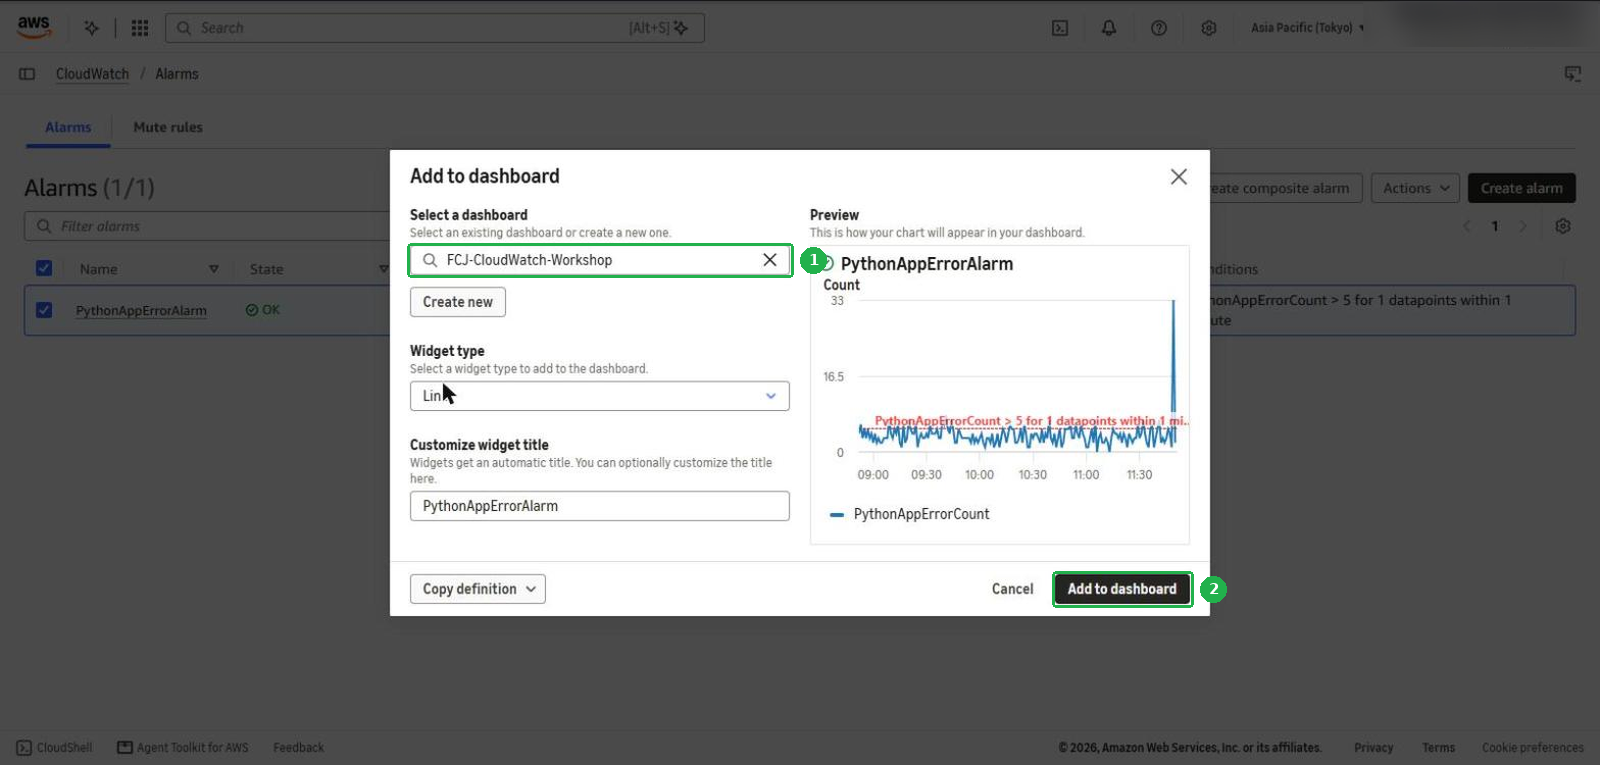 aws
Search
[Alt+S]
Asia Pacific (Tokyo)
CloudWatch / Alarms
Alarms
Mute rules
Alarms (1/1)
eate composite alarm
Actions
Create alarm
Filter alarms
1
Name
State
nditions
PythonAppErrorAlarm
OK
nonAppErrorCount > 5 for 1 datapoints within 1
ute
Add to dashboard
Select a dashboard
Select an existing dashboard or create a new one.
FCJ-CloudWatch-Workshop
1
Create new
Widget type
Select a widget type to add to the dashboard.
Lin
Customize widget title
Widgets get an automatic title. You can optionally customize the title
here.
PythonAppErrorAlarm
Preview
This is how your chart will appear in your dashboard.
PythonAppErrorAlarm
Count
33
16.5
PythonAppErrorCount > 5 for 1 datapoints within 1 mi...
0
09:00 09:30 10:00 10:30 11:00 11:30
PythonAppErrorCount
Copy definition
Cancel
Add to dashboard
2
CloudShell
Agent Toolkit for AWS
Feedback
© 2026, Amazon Web Services, Inc. or its affiliates.
Privacy
Terms
Cookie preferences